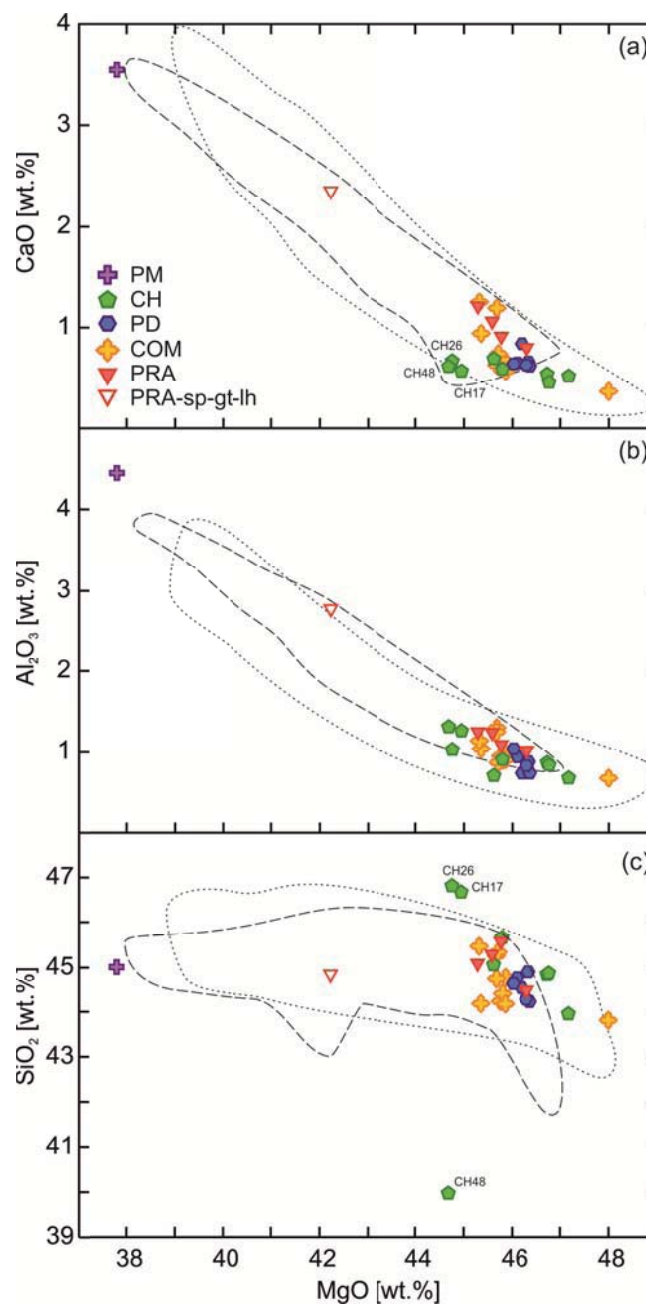 4
(a)
3
CaO [wt.%]
2
PM
CH
PD
1
COM
CH26
PRA
CH48
PRA-sp-gt-lh
CH17
(b)
4
Al₂O₃ [wt.%]
3
2
1
(c)
47
CH26
CH17
45
SiO₂ [wt.%]
43
41
CH48
39
38 40 42 44 46 48
MgO [wt.%]